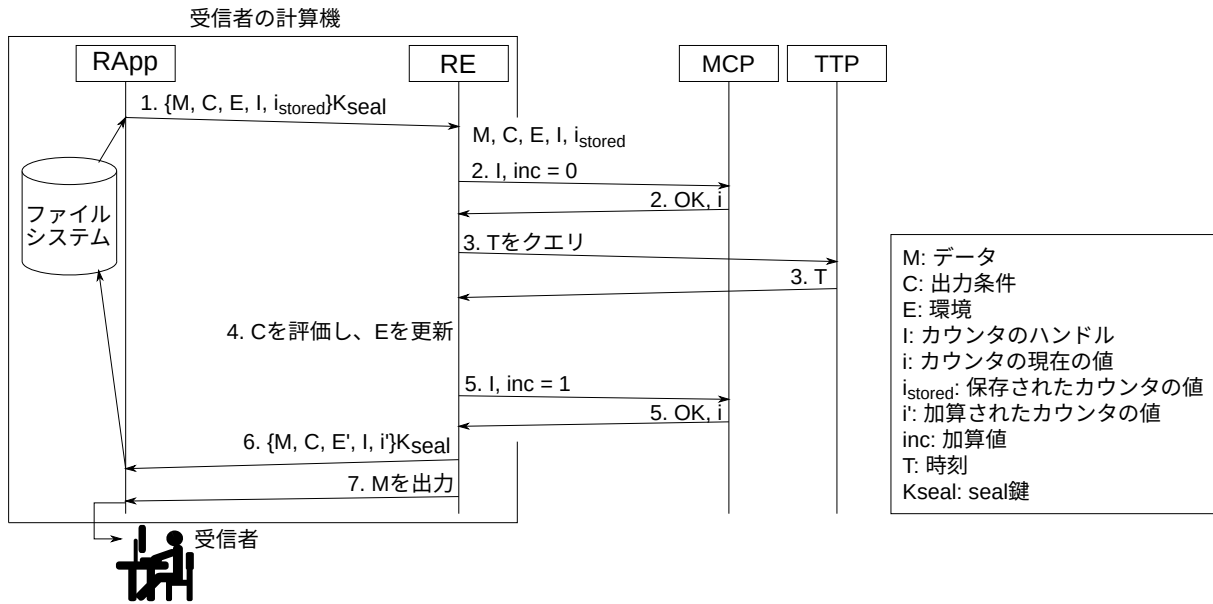 受信者の計算機
RApp
RE
MCP
TTP
1. {M, C, E, I, istored}Kseal
M, C, E, I, istored
2. I, inc = 0
2. OK, i
ファイル
システム
3. Tをクエリ
3. T
4. Cを評価し、Eを更新
5. I, inc = 1
5. OK, i
6. {M, C, E', I, i'}Kseal
7. Mを出力
受信者
M: データ
C: 出力条件
E: 環境
I: カウンタのハンドル
i: カウンタの現在の値
istored: 保存されたカウンタの値
i': 加算されたカウンタの値
inc: 加算値
T: 時刻
Kseal: seal鍵